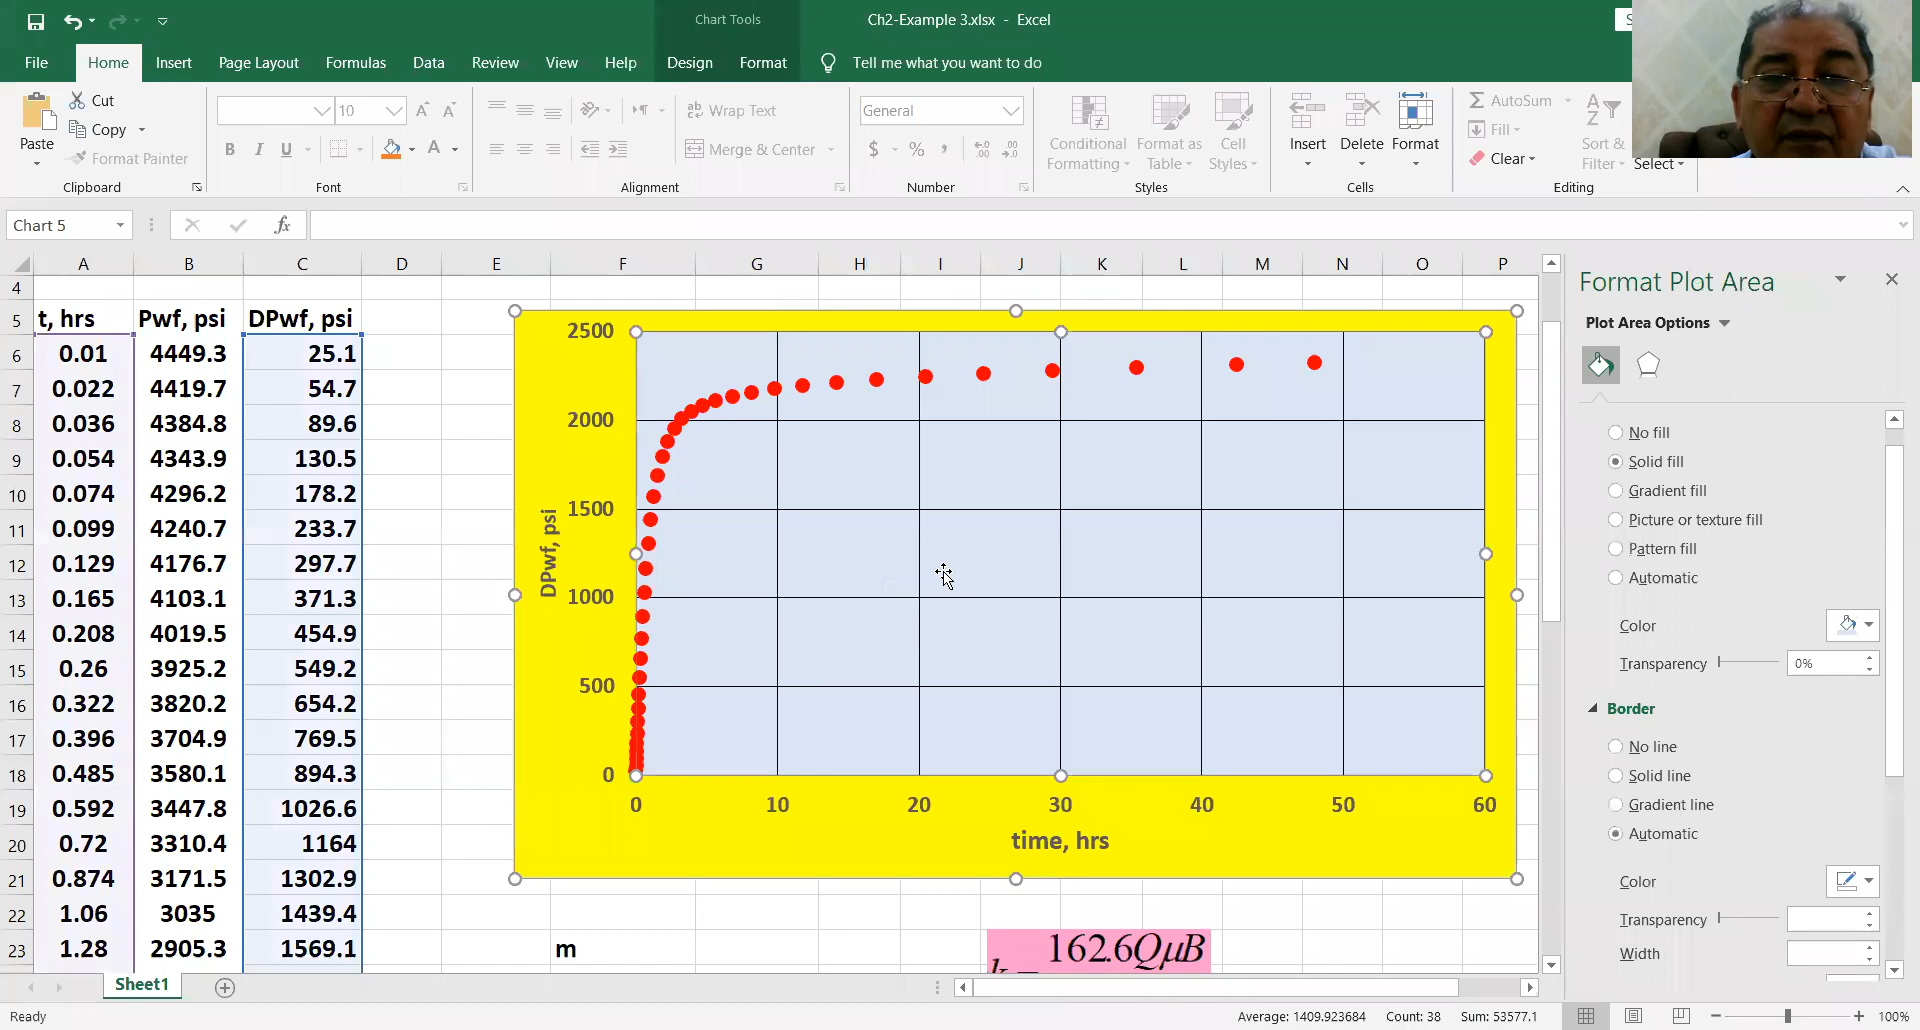 Chart Tools
Ch2-Example 3.xlsx - Excel
S
File Home Insert Page Layout Formulas Data Review View Help Design Format Tell me what you want to do
Paste
Cut
Copy
Format Painter
Clipboard
10
A A
B I U A
Font
ab Wrap Text
Merge & Center
Alignment
General
$ % ,
Number
Conditional Formatting
Format as Table
Cell Styles
Styles
Insert
Delete
Format
Cells
AutoSum
Fill
Clear
Sort & Filter
Select
Editing
Chart 5
fx
A B C D E F G H I J K L M N O P
4
5 t, hrs Pwf, psi DPwf, psi
6 0.01 4449.3 25.1
7 0.022 4419.7 54.7
8 0.036 4384.8 89.6
9 0.054 4343.9 130.5
10 0.074 4296.2 178.2
11 0.099 4240.7 233.7
12 0.129 4176.7 297.7
13 0.165 4103.1 371.3
14 0.208 4019.5 454.9
15 0.26 3925.2 549.2
16 0.322 3820.2 654.2
17 0.396 3704.9 769.5
18 0.485 3580.1 894.3
19 0.592 3447.8 1026.6
20 0.72 3310.4 1164
21 0.874 3171.5 1302.9
22 1.06 3035 1439.4
23 1.28 2905.3 1569.1
2500
2000
1500
1000
500
0
DPwf, psi
0 10 20 30 40 50 60
time, hrs
m
162.6QμB
Format Plot Area
Plot Area Options
No fill
Solid fill
Gradient fill
Picture or texture fill
Pattern fill
Automatic
Color
Transparency 0%
Border
No line
Solid line
Gradient line
Automatic
Color
Transparency
Width
Sheet1
Ready
Average: 1409.923684 Count: 38 Sum: 53577.1
100%